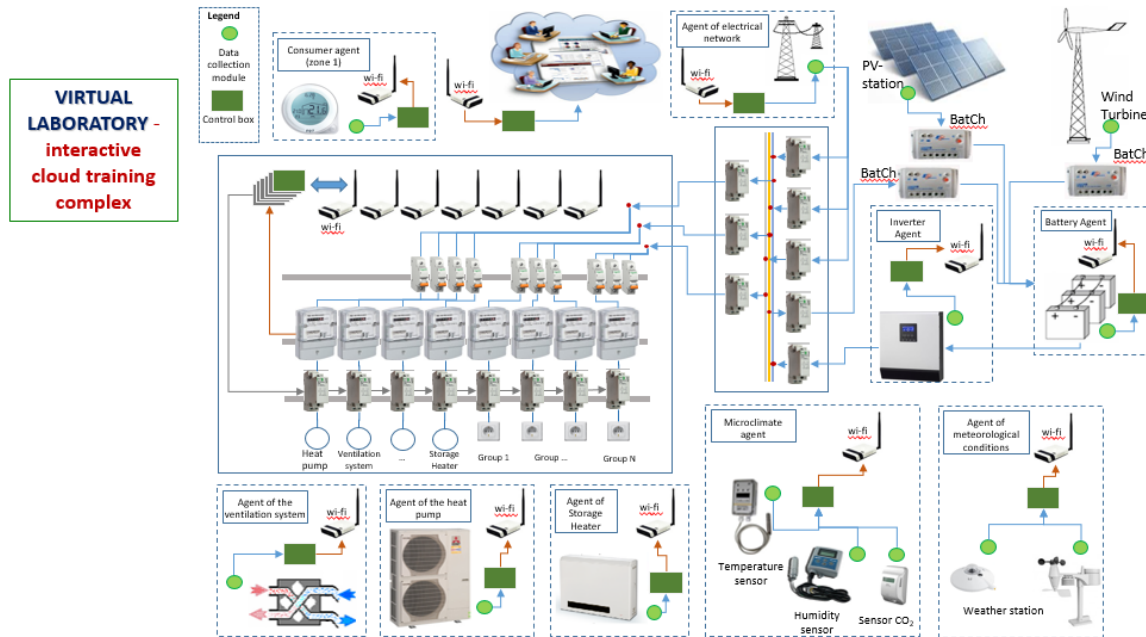 VIRTUAL
LABORATORY -
interactive
cloud training
complex
Legend
Data
collection
module
Control box
Consumer agent
(zone 1)
wi-fi
wi-fi
Agent of electrical
network
wi-fi
PV-
station
Wind
Turbine
BatCh
BatCh
BatCh
Inverter
Agent
wi-fi
Battery Agent
wi-fi
wi-fi
Heat
pump
Ventilation
system
...
Storage
Heater
Group 1
Group ...
Group N
Agent of the
ventilation system
wi-fi
Agent of the heat
pump
wi-fi
Agent of
Storage
Heater
wi-fi
Microclimate
agent
wi-fi
Temperature
sensor
Humidity
sensor
Sensor CO₂
Agent of
meteorological
conditions
wi-fi
Weather station